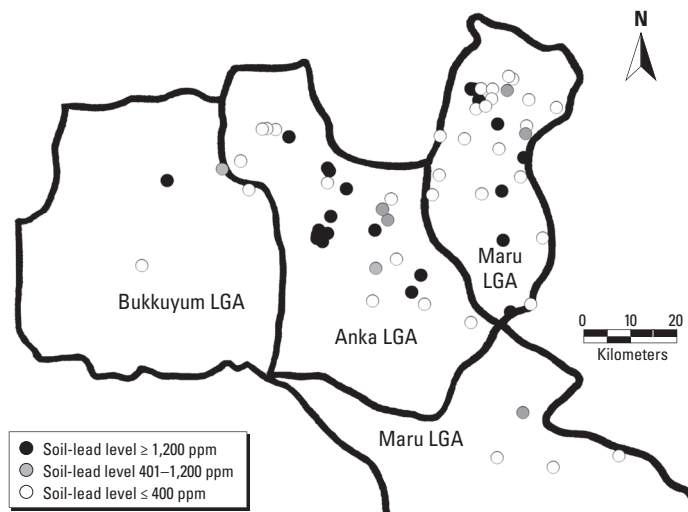 N
Maru
LGA
0 10 20
Kilometers
Bukkuyum LGA
Anka LGA
Maru LGA
Soil-lead level ≥ 1,200 ppm
Soil-lead level 401–1,200 ppm
Soil-lead level ≤ 400 ppm